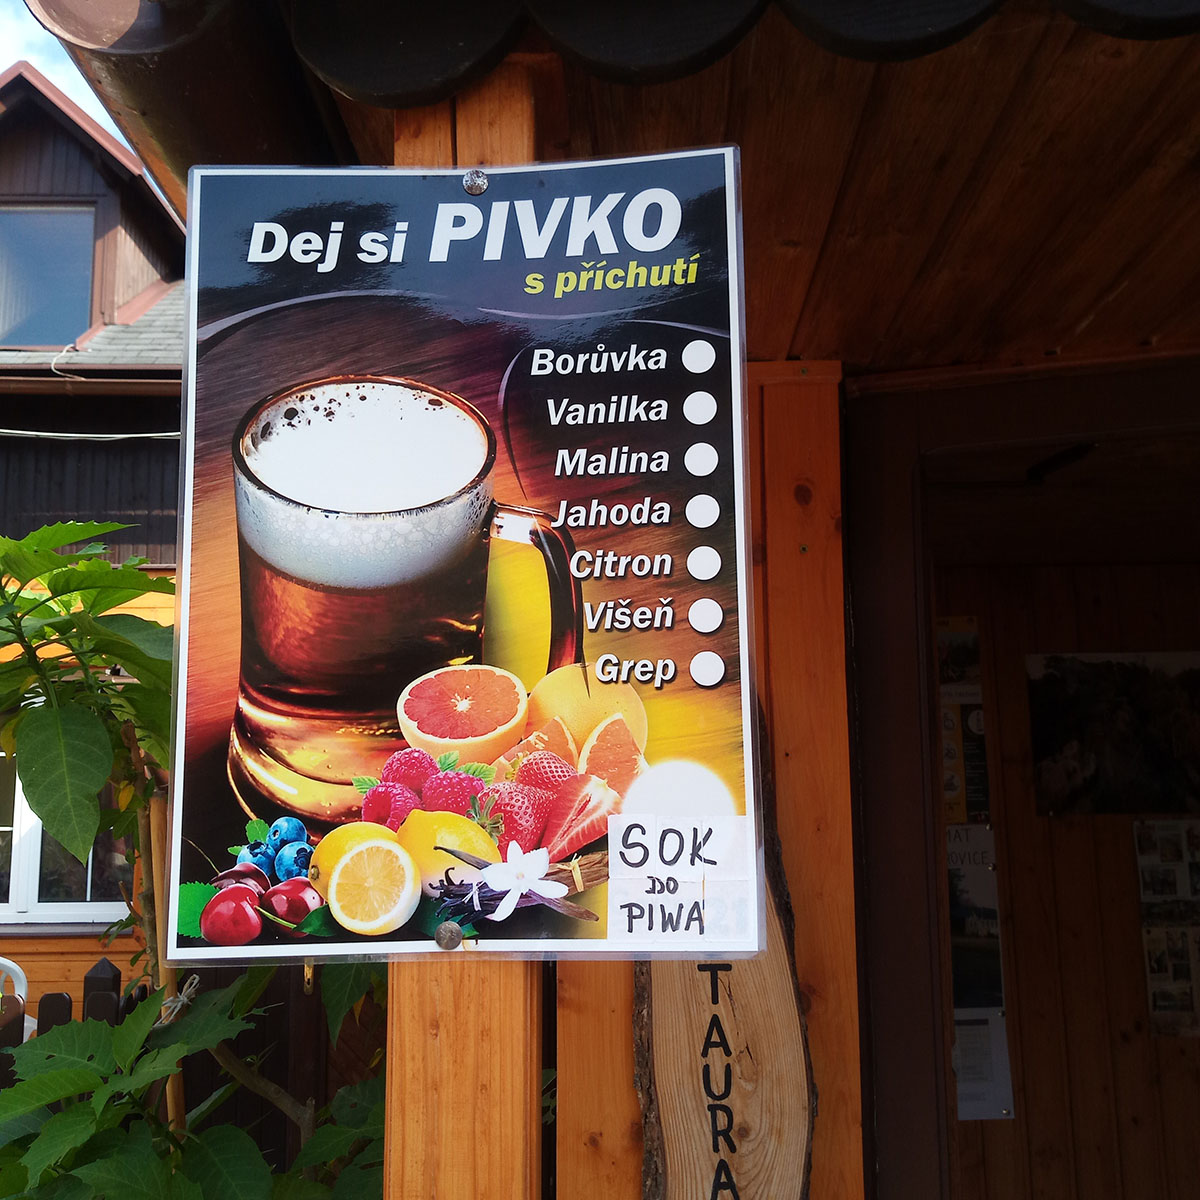 Dej si PIVKO
s příchutí
Borůvka
Vanilka
Malina
Jahoda
Citron
Višeň
Grep
SOK
DO
PIWA
TAURA